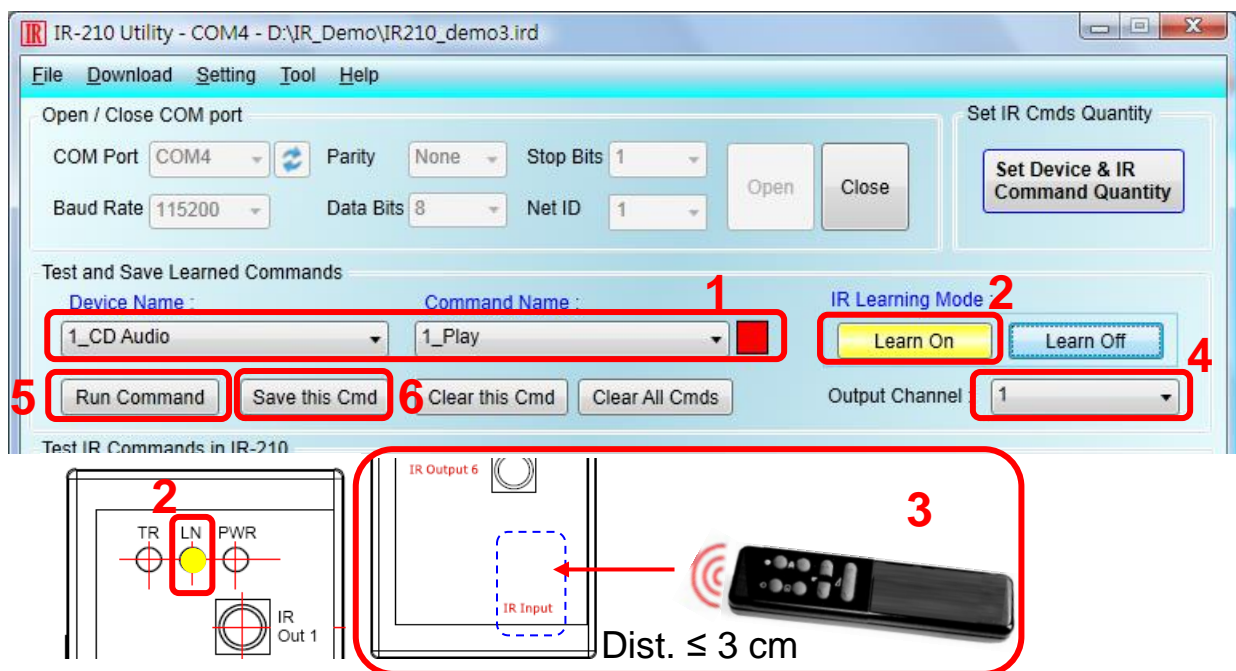 IR IR-210 Utility - COM4 - D:\IR_Demo\IR210_demo3.ird X
File Download Setting Tool Help
Open / Close COM port
Set IR Cmds Quantity
COM Port COM4 Parity None Stop Bits 1
Open Close
Set Device & IR
Command Quantity
Baud Rate 115200 Data Bits 8 Net ID 1
Test and Save Learned Commands
1
Device Name : Command Name : IR Learning Mode : 2
1_CD Audio 1_Play Learn On Learn Off
4
5 Run Command Save this Cmd 6 Clear this Cmd Clear All Cmds Output Channel : 1
Test IR Commands in IR-210
IR Output 6
2
3
TR LN PWR
IR Input
IR
Out 1
Dist. ≤ 3 cm